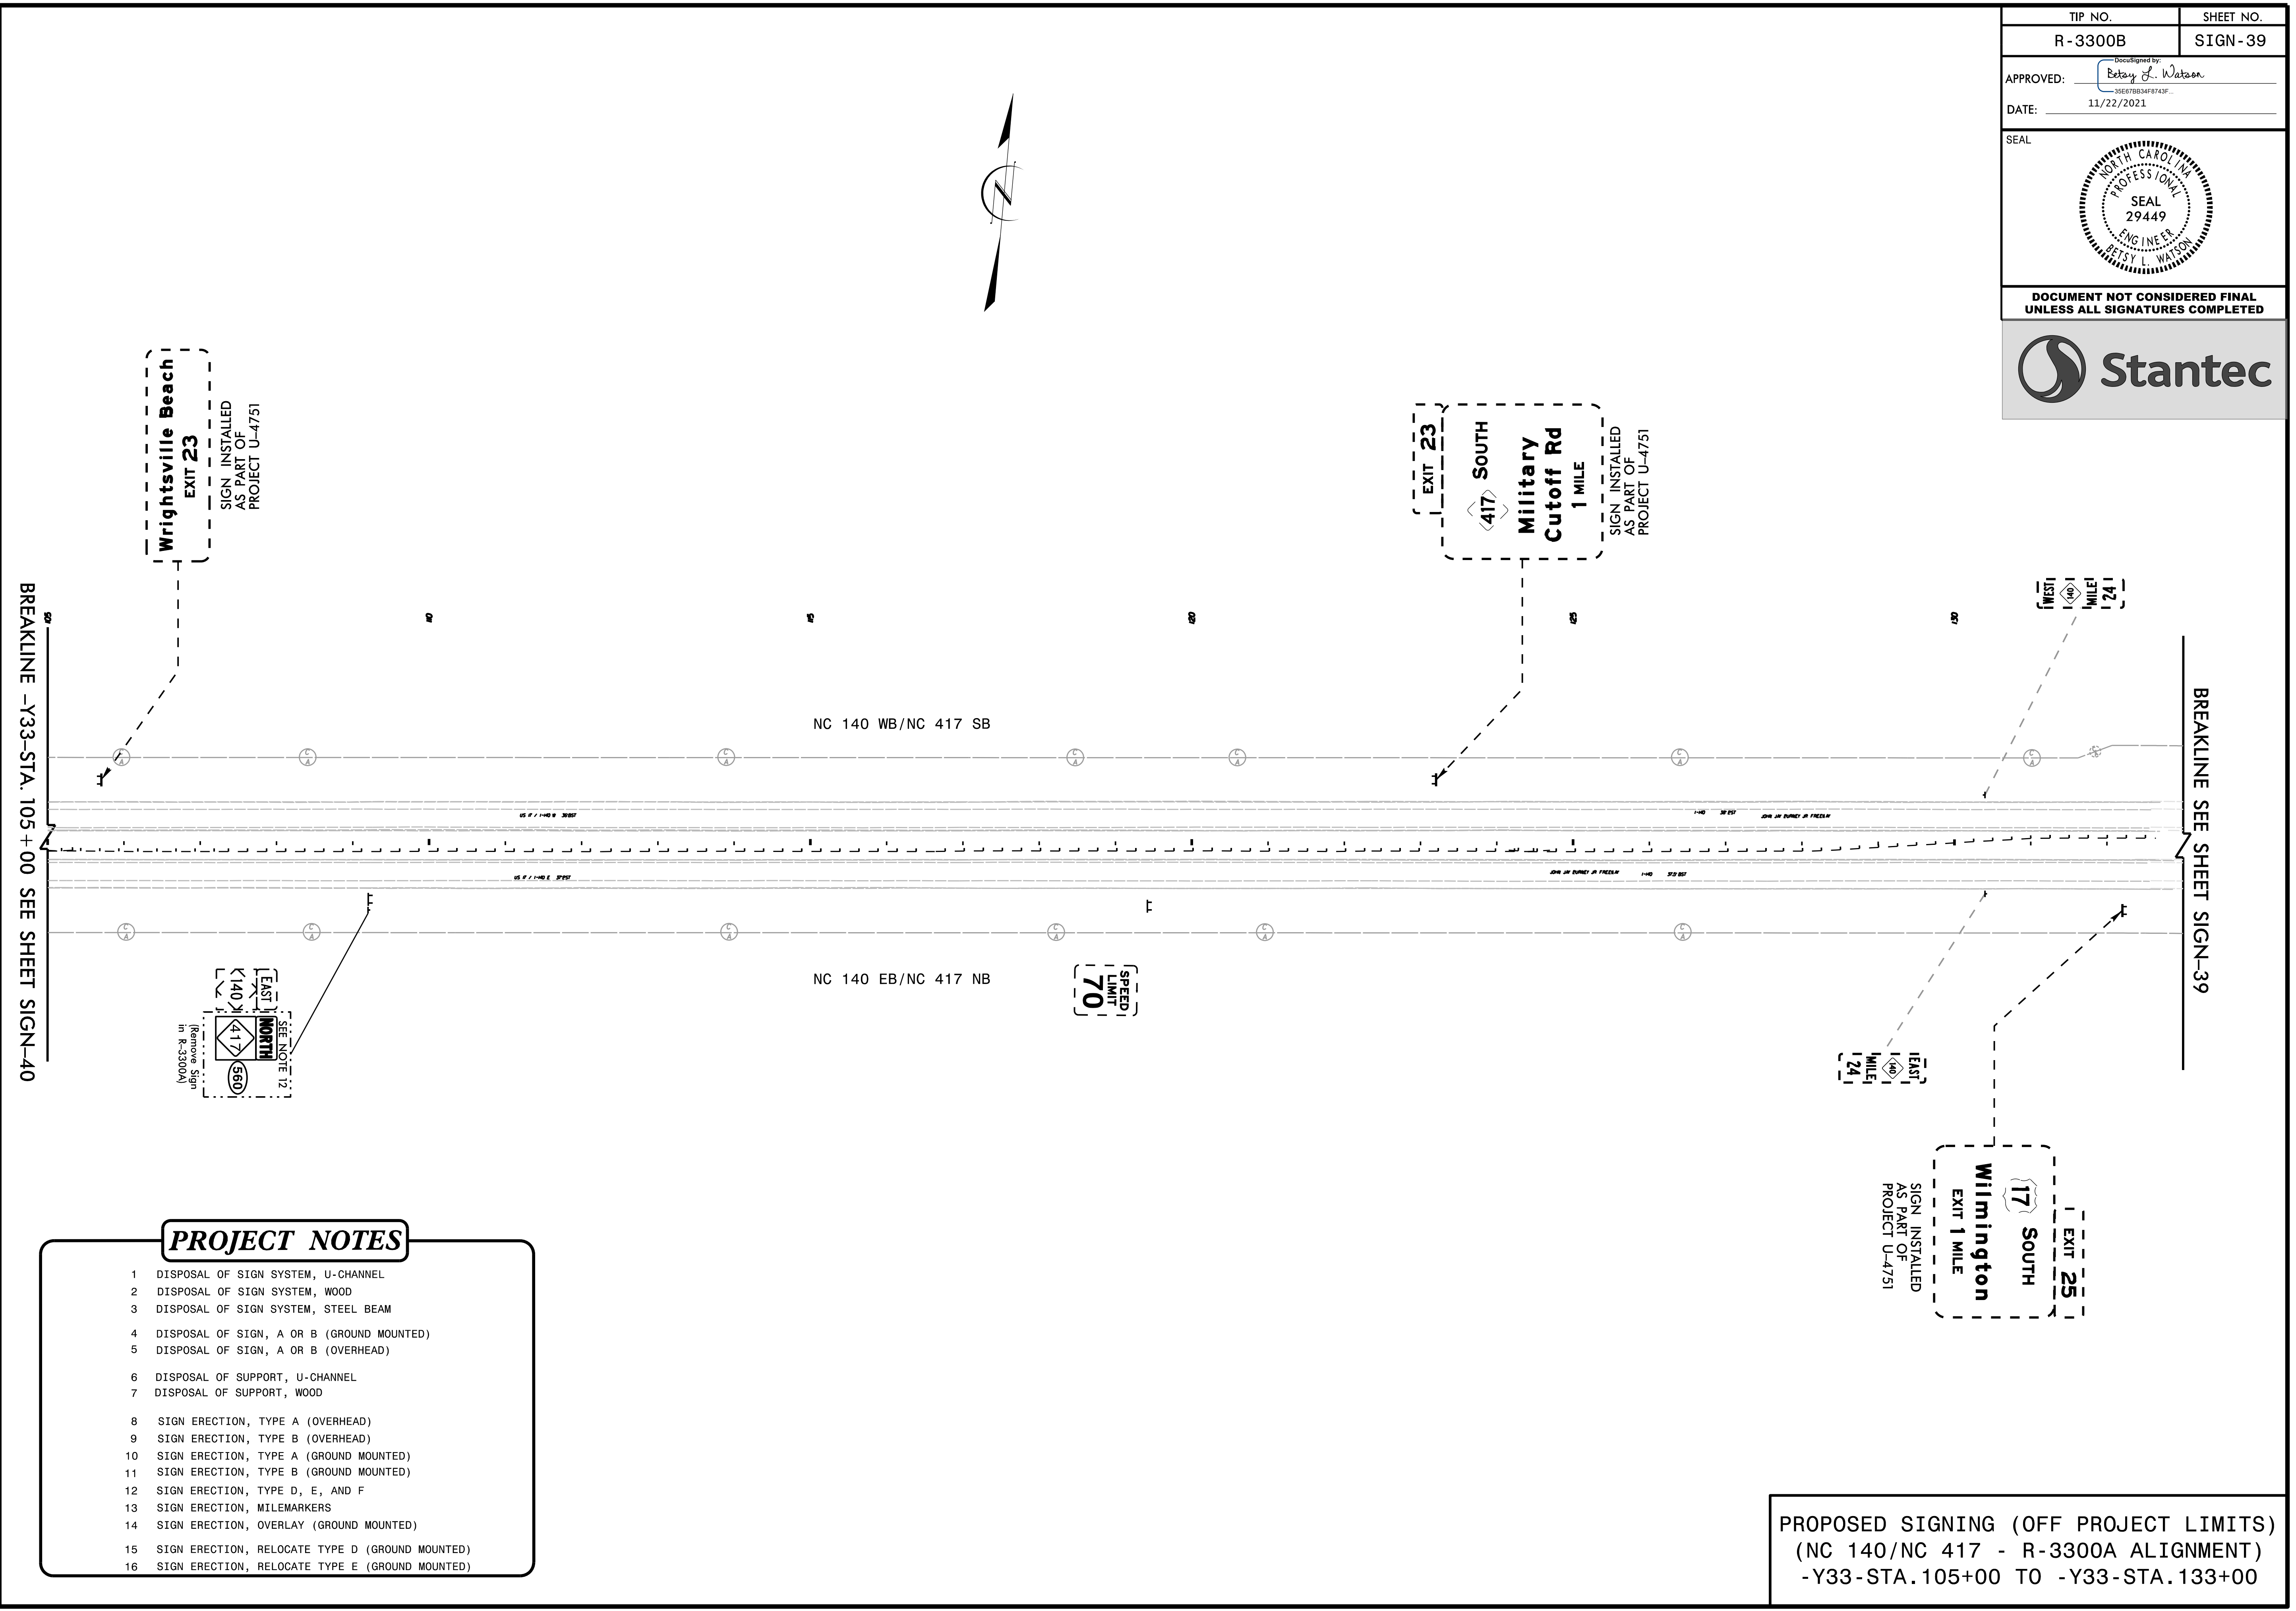 TIP NO.
SHEET NO.
R-3300B
SIGN-39
DocuSigned by:
APPROVED:
Betsy L. Watson
35E67BB34F8743F...
DATE:
11/22/2021
SEAL
NORTH CAROLINA
PROFESSIONAL
SEAL
29449
ENGINEER
BETSY L. WATSON
DOCUMENT NOT CONSIDERED FINAL
UNLESS ALL SIGNATURES COMPLETED
Stantec
Wrightsville Beach
EXIT 23
SIGN INSTALLED
AS PART OF
PROJECT U-4751
EXIT 23
417 SOUTH
Military
Cutoff Rd
1 MILE
SIGN INSTALLED
AS PART OF
PROJECT U-4751
WEST
140
MILE
24
105
110
115
120
125
130
BREAKLINE -Y33-STA. 105+00 SEE SHEET SIGN-40
BREAKLINE SEE SHEET SIGN-39
NC 140 WB/NC 417 SB
NC 140 EB/NC 417 NB
EAST
140
SEE NOTE 12
NORTH
417
560
(Remove Sign
in R-3300A)
SPEED
LIMIT
70
EAST
140
MILE
24
EXIT 25
17 SOUTH
Wilmington
EXIT 1 MILE
SIGN INSTALLED
AS PART OF
PROJECT U-4751
PROJECT NOTES
1 DISPOSAL OF SIGN SYSTEM, U-CHANNEL
2 DISPOSAL OF SIGN SYSTEM, WOOD
3 DISPOSAL OF SIGN SYSTEM, STEEL BEAM
4 DISPOSAL OF SIGN, A OR B (GROUND MOUNTED)
5 DISPOSAL OF SIGN, A OR B (OVERHEAD)
6 DISPOSAL OF SUPPORT, U-CHANNEL
7 DISPOSAL OF SUPPORT, WOOD
8 SIGN ERECTION, TYPE A (OVERHEAD)
9 SIGN ERECTION, TYPE B (OVERHEAD)
10 SIGN ERECTION, TYPE A (GROUND MOUNTED)
11 SIGN ERECTION, TYPE B (GROUND MOUNTED)
12 SIGN ERECTION, TYPE D, E, AND F
13 SIGN ERECTION, MILEMARKERS
14 SIGN ERECTION, OVERLAY (GROUND MOUNTED)
15 SIGN ERECTION, RELOCATE TYPE D (GROUND MOUNTED)
16 SIGN ERECTION, RELOCATE TYPE E (GROUND MOUNTED)
PROPOSED SIGNING (OFF PROJECT LIMITS)
(NC 140/NC 417 - R-3300A ALIGNMENT)
-Y33-STA.105+00 TO -Y33-STA.133+00